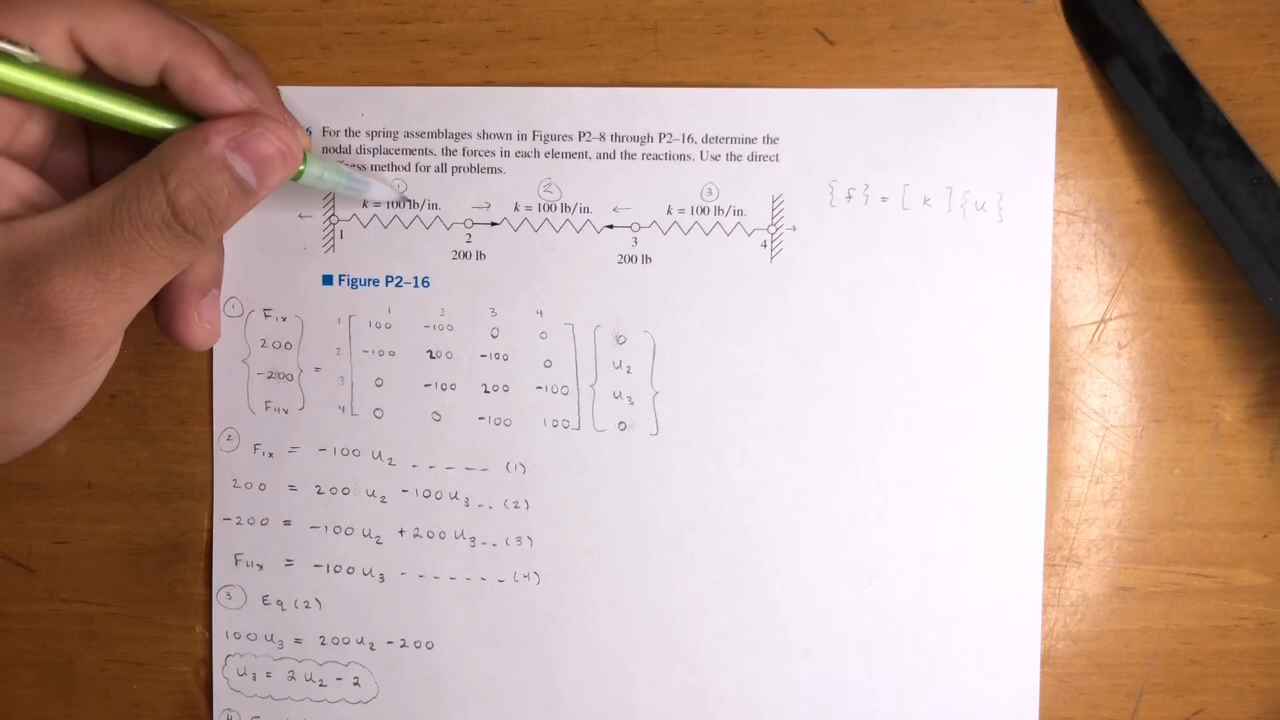 6 For the spring assemblages shown in Figures P2–8 through P2–16, determine the
nodal displacements, the forces in each element, and the reactions. Use the direct
method for all problems.
1 2 3
k = 100 lb/in. k = 100 lb/in. k = 100 lb/in.
1 2 3 4
200 lb 200 lb
■ Figure P2–16
{f} = [k]{u}
1
1 2 3 4
F1x 1 100 -100 0 0 0
200 2 -100 200 -100 0 u2
-200 = 3 0 -100 200 -100 u3
F4x 4 0 0 -100 100 0
2 F1x = -100 u2 ----- (1)
200 = 200 u2 -100 u3 .. (2)
-200 = -100 u2 + 200 u3 -- (3)
F4x = -100 u3 ------- (4)
3 Eq (2)
100 u3 = 200 u2 - 200
u3 = 2 u2 - 2